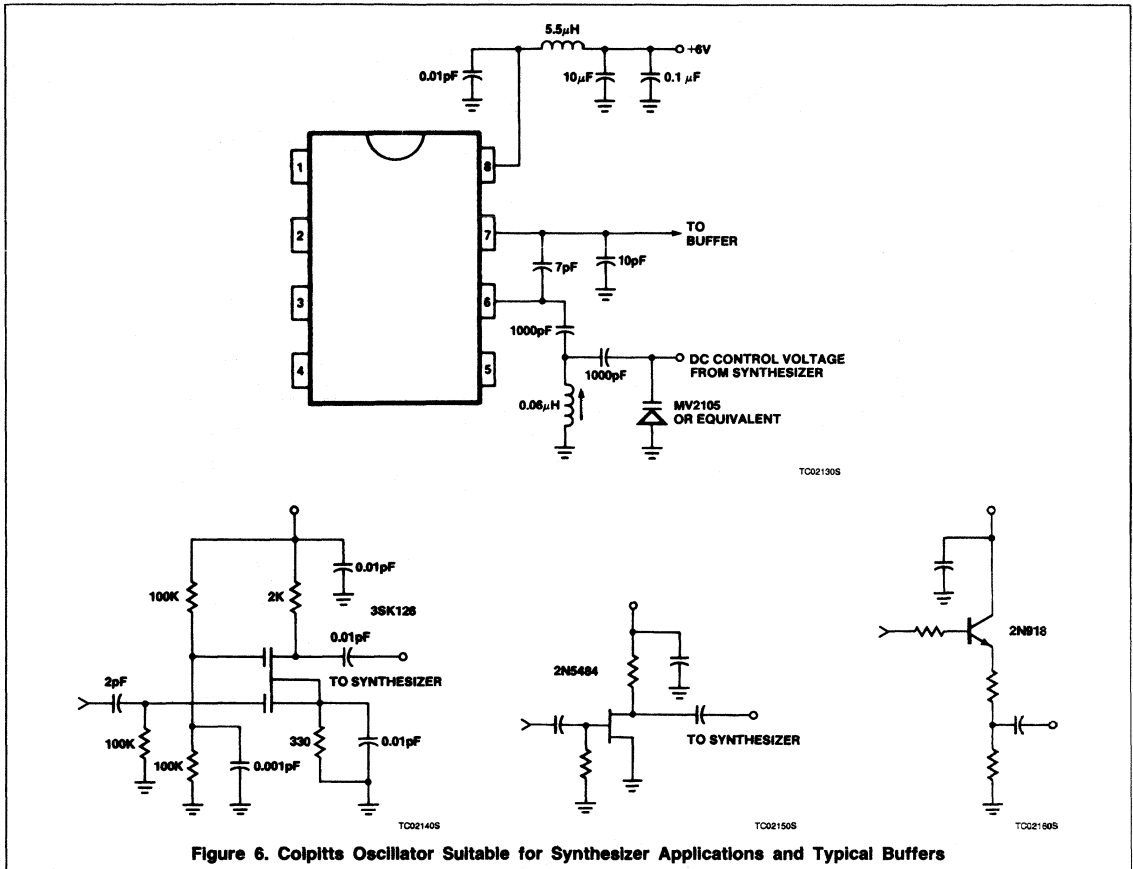 5.5μH
+6V
0.01pF
10μF
0.1 μF
1
8
2
7
TO
BUFFER
7pF
10pF
3
6
1000pF
4
5
DC CONTROL VOLTAGE
FROM SYNTHESIZER
1000pF
0.06μH
MV2105
OR EQUIVALENT
TC02130S
0.01pF
100K
2K
3SK126
0.01pF
TO SYNTHESIZER
2pF
100K
100K
0.001pF
330
0.01pF
TC02140S
2N5484
TO SYNTHESIZER
TC02150S
2N918
TC02160S
Figure 6. Colpitts Oscillator Suitable for Synthesizer Applications and Typical Buffers